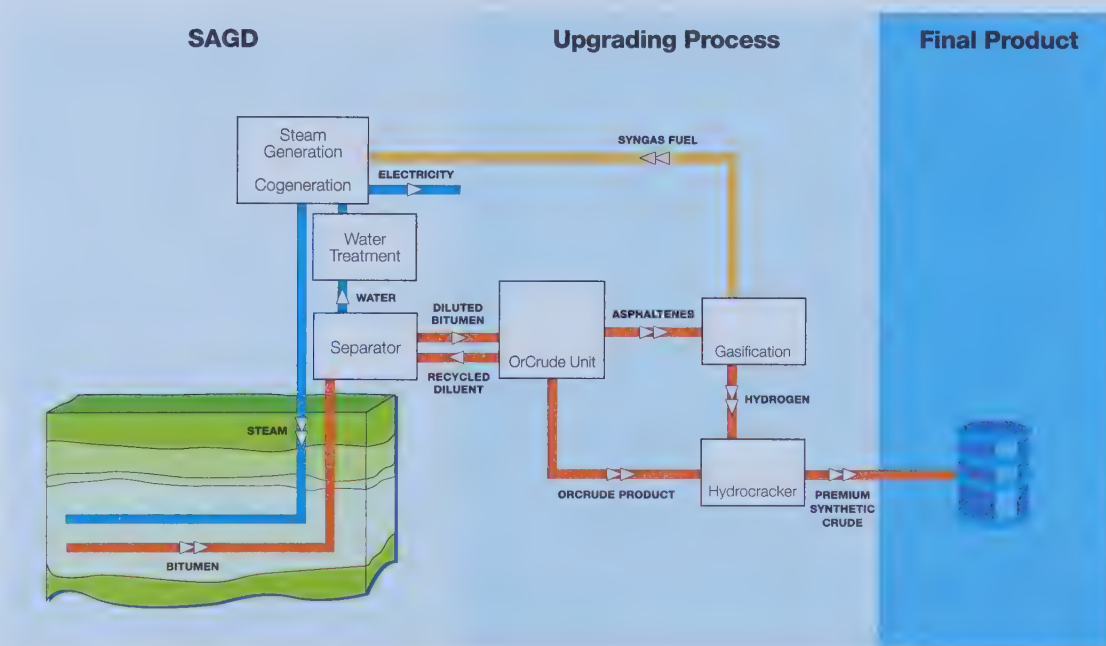 SAGD
Upgrading Process
Final Product
Steam
Generation
Cogeneration
SYNGAS FUEL
ELECTRICITY
Water
Treatment
WATER
DILUTED
BITUMEN
Separator
RECYCLED
DILUENT
OrCrude Unit
ASPHALTENES
Gasification
HYDROGEN
STEAM
ORCRUDE PRODUCT
Hydrocracker
PREMIUM
SYNTHETIC
CRUDE
BITUMEN